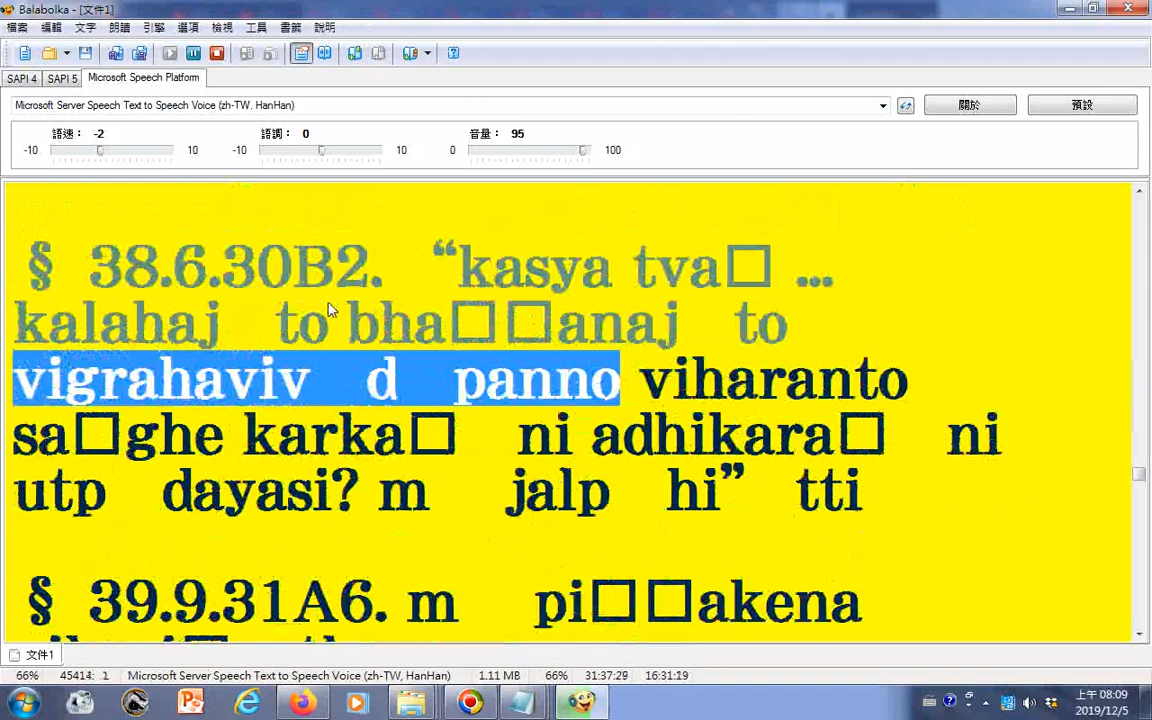 Balabolka - [文件1]
檔案 編輯 文字 朗讀 引擎 選項 檢視 工具 書籤 說明
SAPI 4 SAPI 5 Microsoft Speech Platform
Microsoft Server Speech Text to Speech Voice (zh-TW, HanHan) 關於 預設
語速： -2 語調： 0 音量： 95
-10 10 -10 10 0 100
§ 38.6.30B2. “kasya tva□ ...
kalahaj to bha□□anaj to
vigrahaviv d panno viharanto
sa□ghe karka□ ni adhikara□ ni
utp dayasi? m jalp hi” tti
§ 39.9.31A6. m pi□□akena
文件1
66% 45414: 1 Microsoft Server Speech Text to Speech Voice (zh-TW, HanHan) 1.11 MB 66% 31:37:29 16:31:19
上午 08:09
2019/12/5